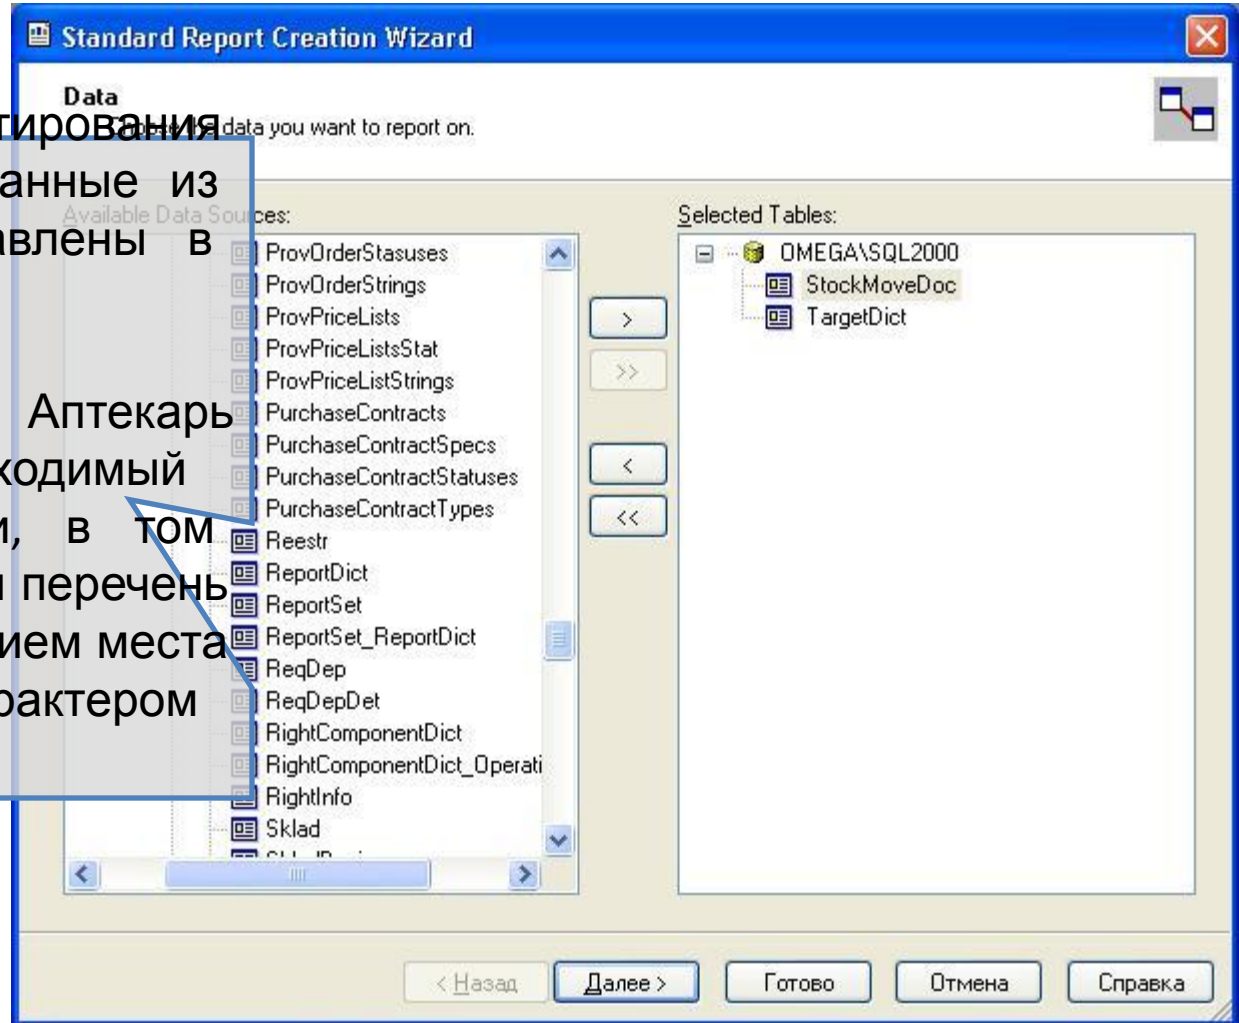 Standard Report Creation Wizard
Data
Choose the data you want to report on.
тирования
анные из
авлены в
Аптекарь
ходимый
и, в том
и перечень
ием места
рактером
Available Data Sources:
ProvOrderStasuses
ProvOrderStrings
ProvPriceLists
ProvPriceListsStat
ProvPriceListStrings
PurchaseContracts
PurchaseContractSpecs
PurchaseContractStatuses
PurchaseContractTypes
Reestr
ReportDict
ReportSet
ReportSet_ReportDict
ReqDep
ReqDepDet
RightComponentDict
RightComponentDict_Operati
RightInfo
Sklad
>
>>
<
<<
Selected Tables:
OMEGA\SQL2000
StockMoveDoc
TargetDict
< Назад
Далее >
Готово
Отмена
Справка